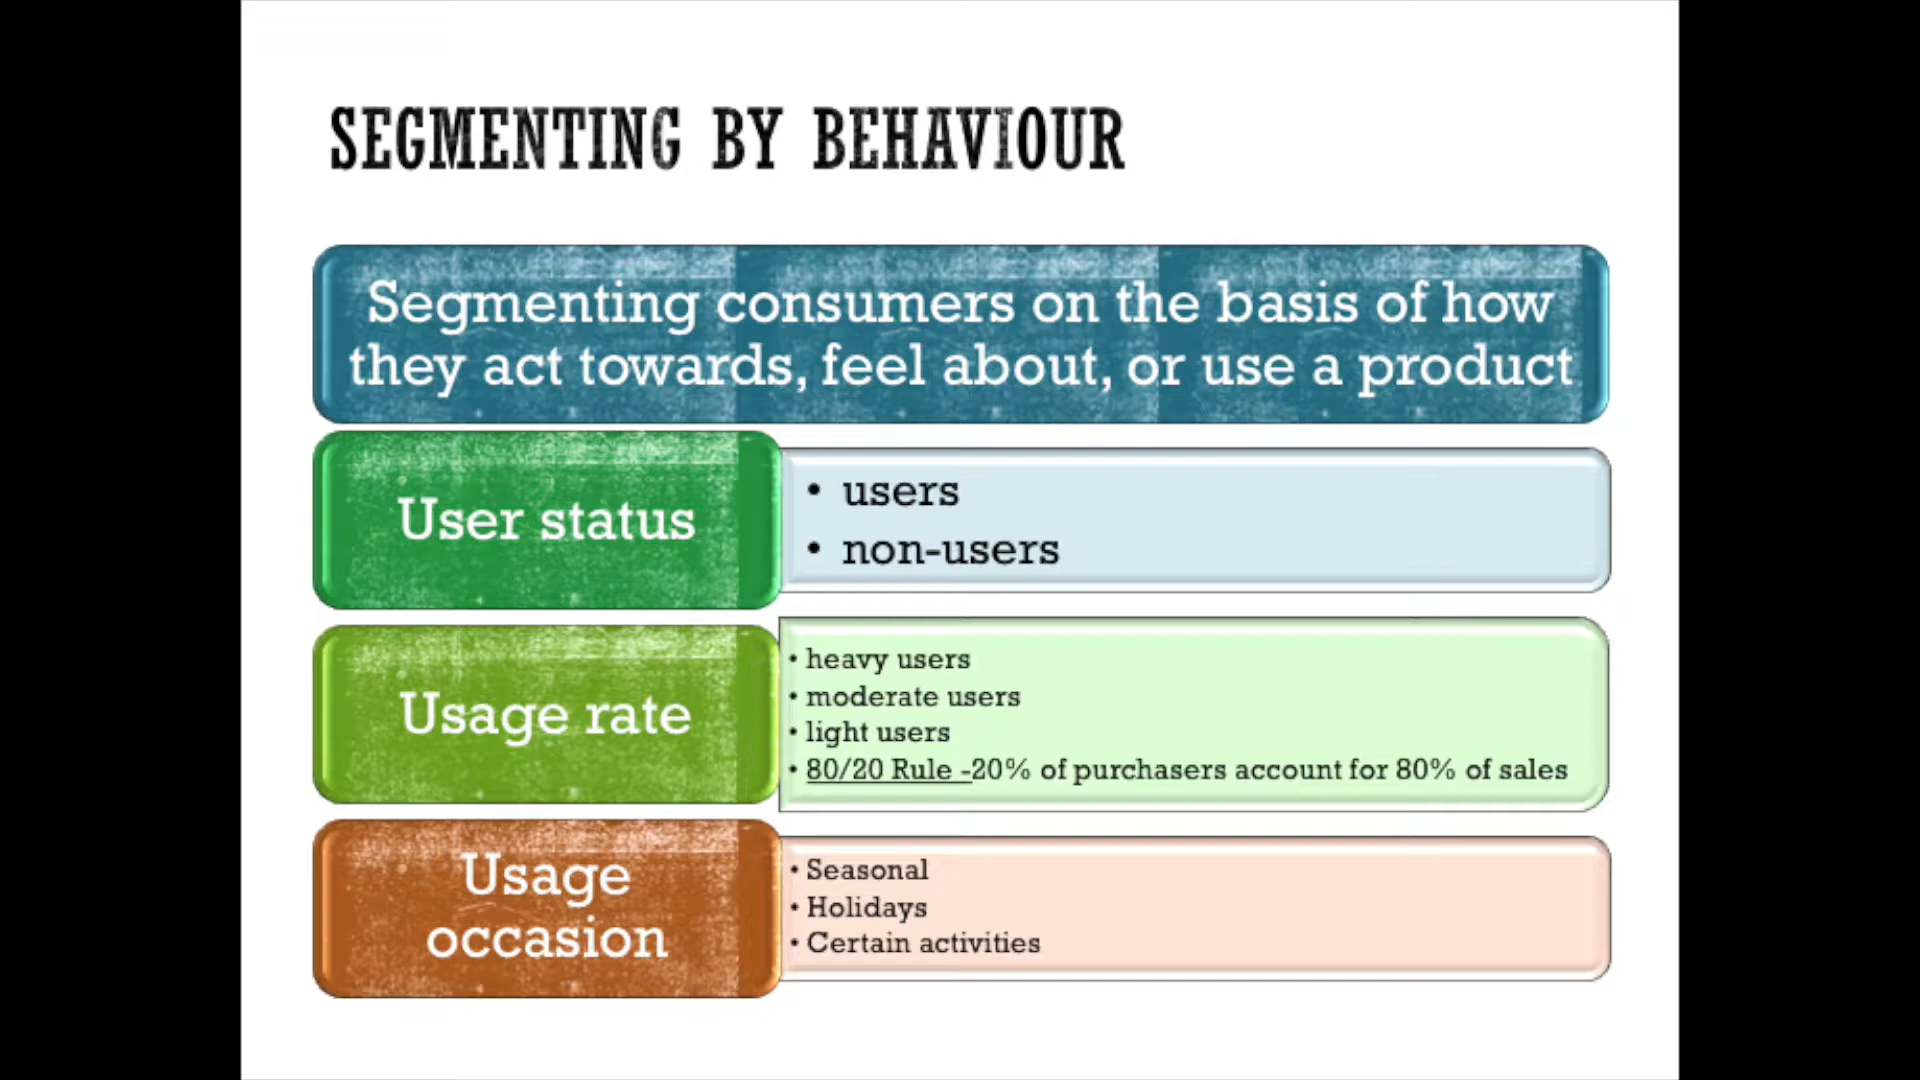 SEGMENTING BY BEHAVIOUR
Segmenting consumers on the basis of how
they act towards, feel about, or use a product
User status
• users
• non-users
Usage rate
• heavy users
• moderate users
• light users
• 80/20 Rule -20% of purchasers account for 80% of sales
Usage
occasion
• Seasonal
• Holidays
• Certain activities